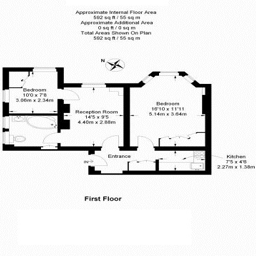 Approximate Internal Floor Area
592 sq ft / 55 sq m
Approximate Additional Area
0 sq ft / 0 sq m
Total Areas Shown On Plan
592 sq ft / 55 sq m
Bedroom
10'0 x 7'8
3.06m x 2.34m
Reception Room
14'5 x 9'5
4.40m x 2.88m
Bedroom
16'10 x 11'11
5.14m x 3.64m
Entrance
Kitchen
7'5 x 4'6
2.27m x 1.38m
First Floor